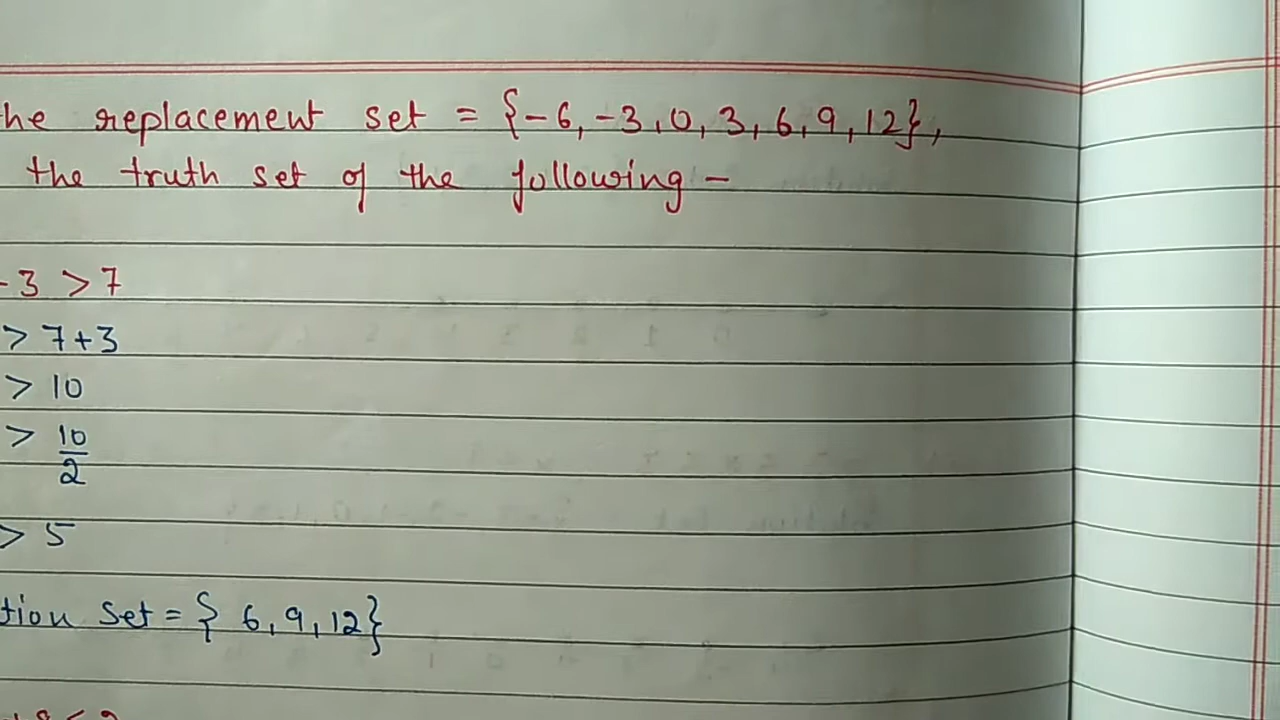 he replacement set = {-6, -3, 0, 3, 6, 9, 12},
the truth set of the following -
- 3 > 7
> 7+3
> 10
> 10/2
> 5
tion Set = { 6, 9, 12}